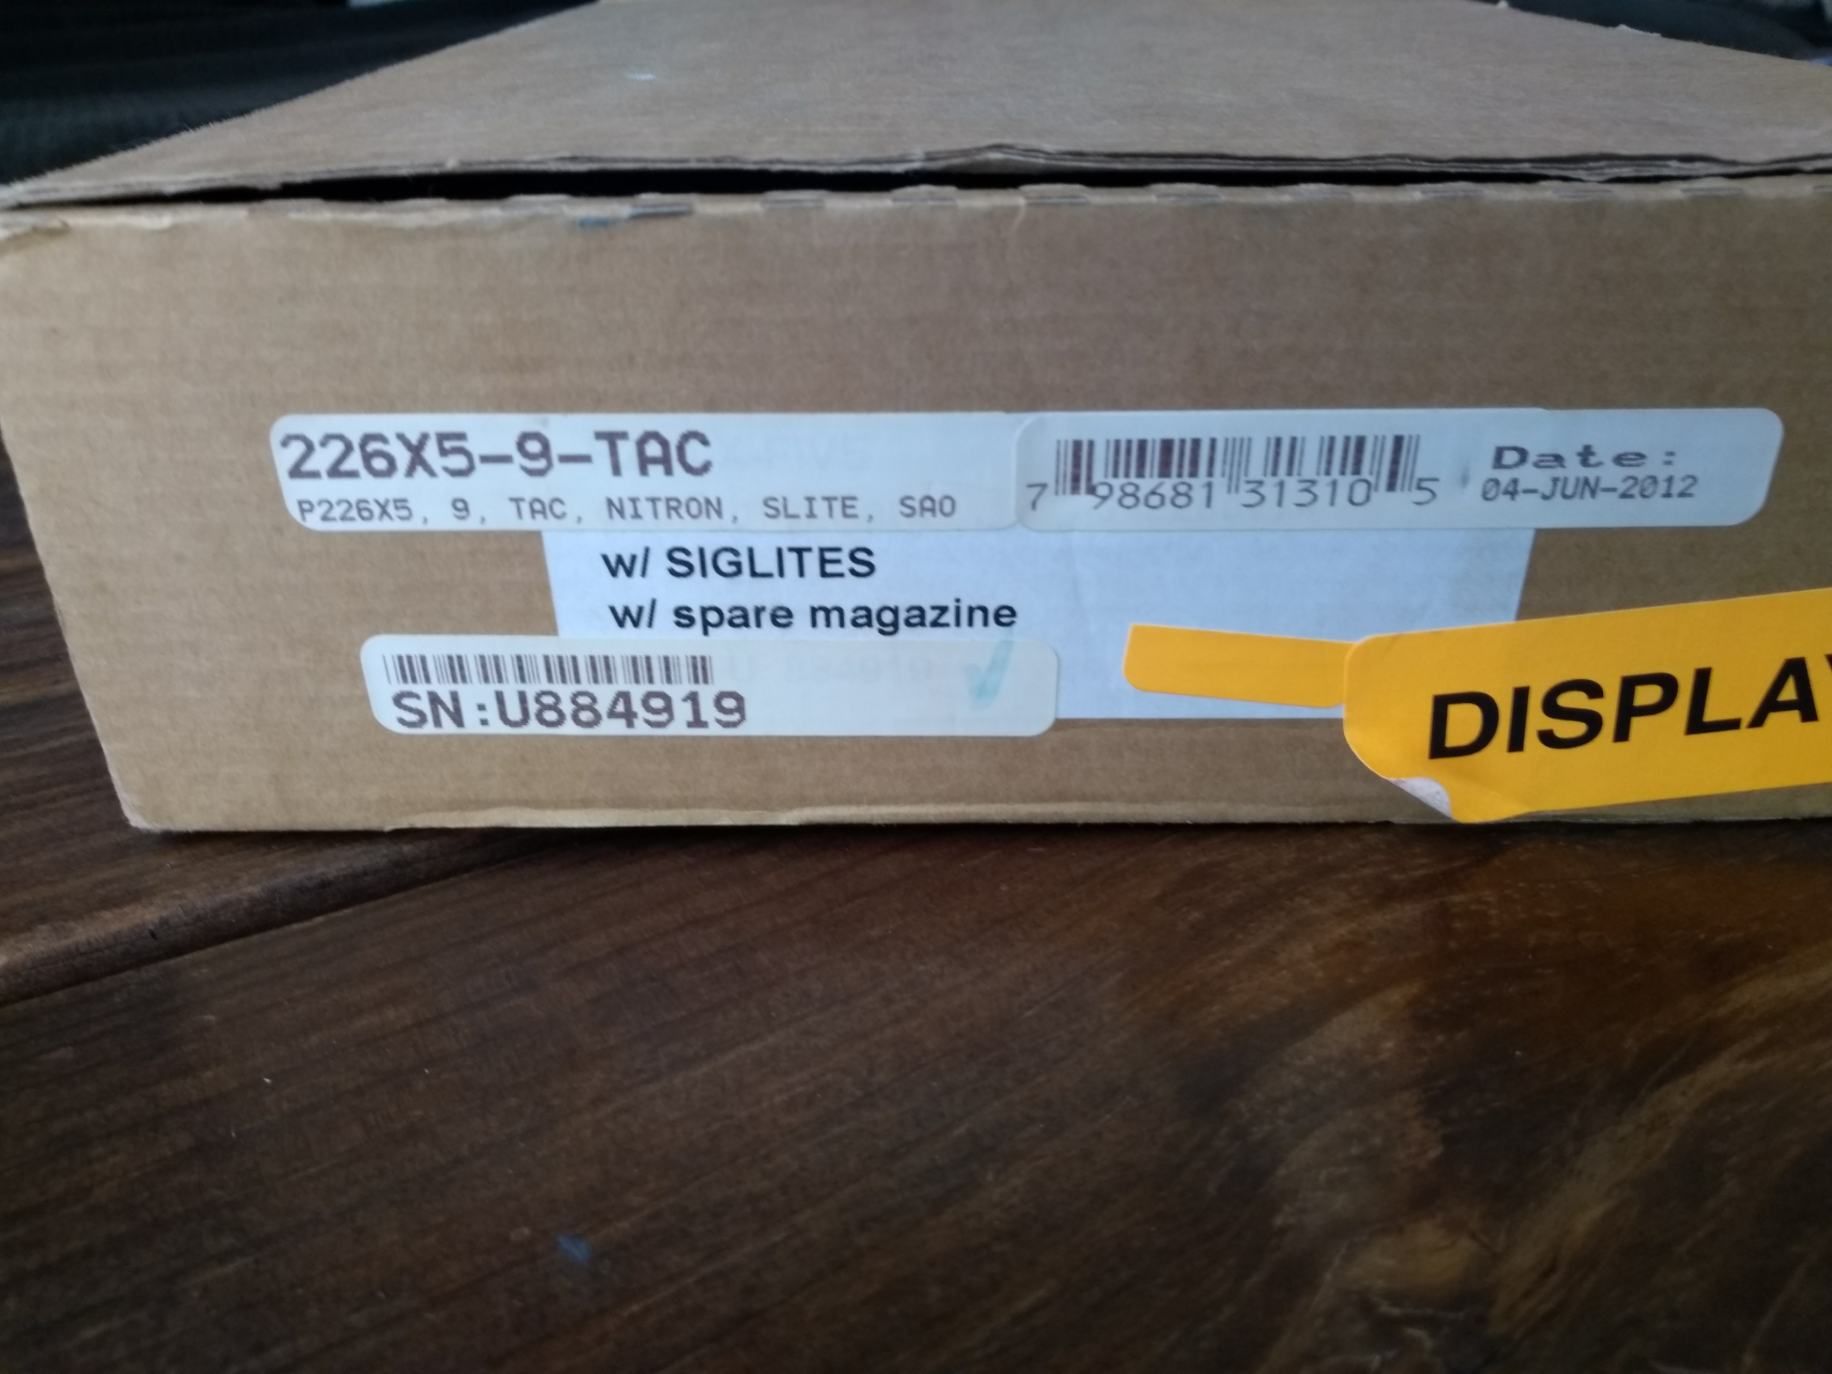 226X5-9-TAC
P226X5, 9, TAC, NITRON, SLITE, SAO
7 98681 31310 5
Date:
04-JUN-2012
w/ SIGLITES
w/ spare magazine
SN:U884919
DISPLAY